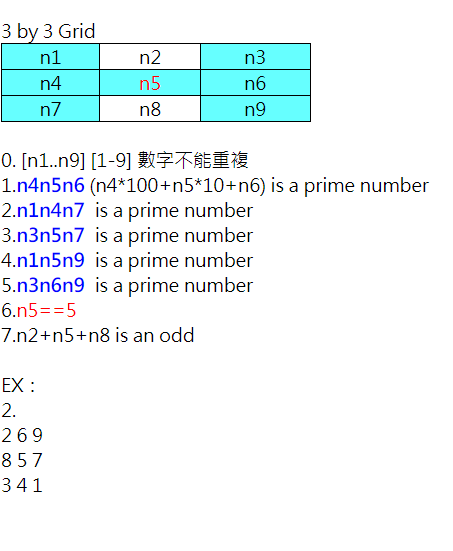 3 by 3 Grid
n1 n2 n3
n4 n5 n6
n7 n8 n9
0. [n1..n9] [1-9] 數字不能重複
1.n4n5n6 (n4*100+n5*10+n6) is a prime number
2.n1n4n7 is a prime number
3.n3n5n7 is a prime number
4.n1n5n9 is a prime number
5.n3n6n9 is a prime number
6.n5==5
7.n2+n5+n8 is an odd
EX：
2.
2 6 9
8 5 7
3 4 1